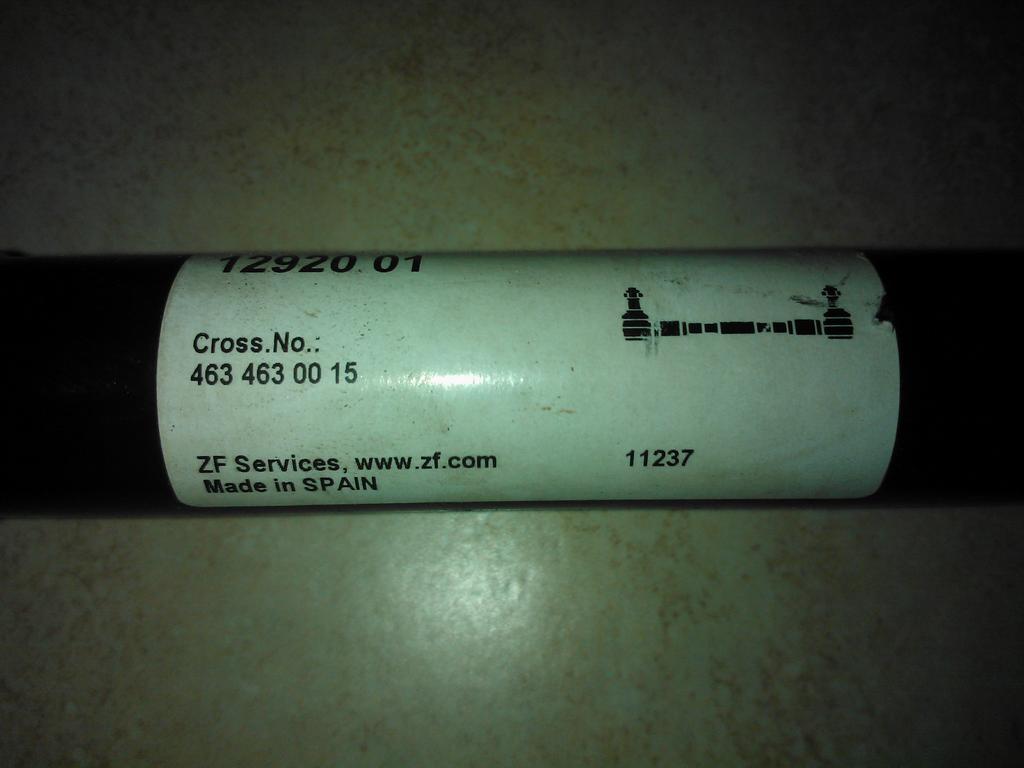 12920 01
Cross.No.:
463 463 00 15
ZF Services, www.zf.com
Made in SPAIN
11237